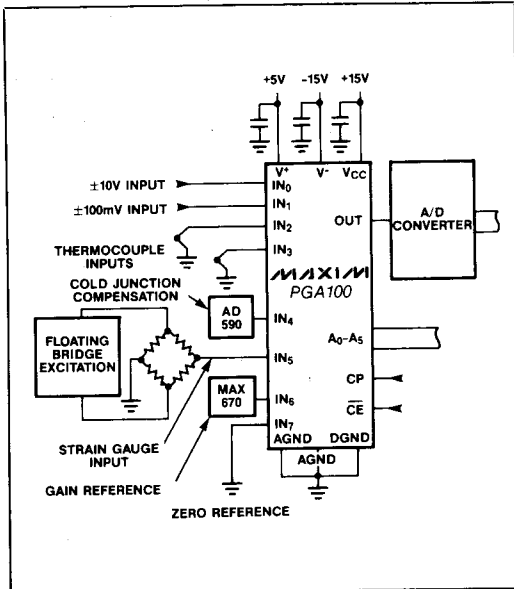 +5V -15V +15V
V+ V- VCC
±10V INPUT IN0
±100mV INPUT IN1
IN2
IN3
THERMOCOUPLE
INPUTS
OUT
A/D
CONVERTER
MAXIM
PGA100
COLD JUNCTION
COMPENSATION
AD
590
IN4
A0-A5
FLOATING
BRIDGE
EXCITATION
IN5
CP
MAX
670
IN6
C̅E̅
IN7
STRAIN GAUGE
INPUT
AGND DGND
AGND
GAIN REFERENCE
ZERO REFERENCE